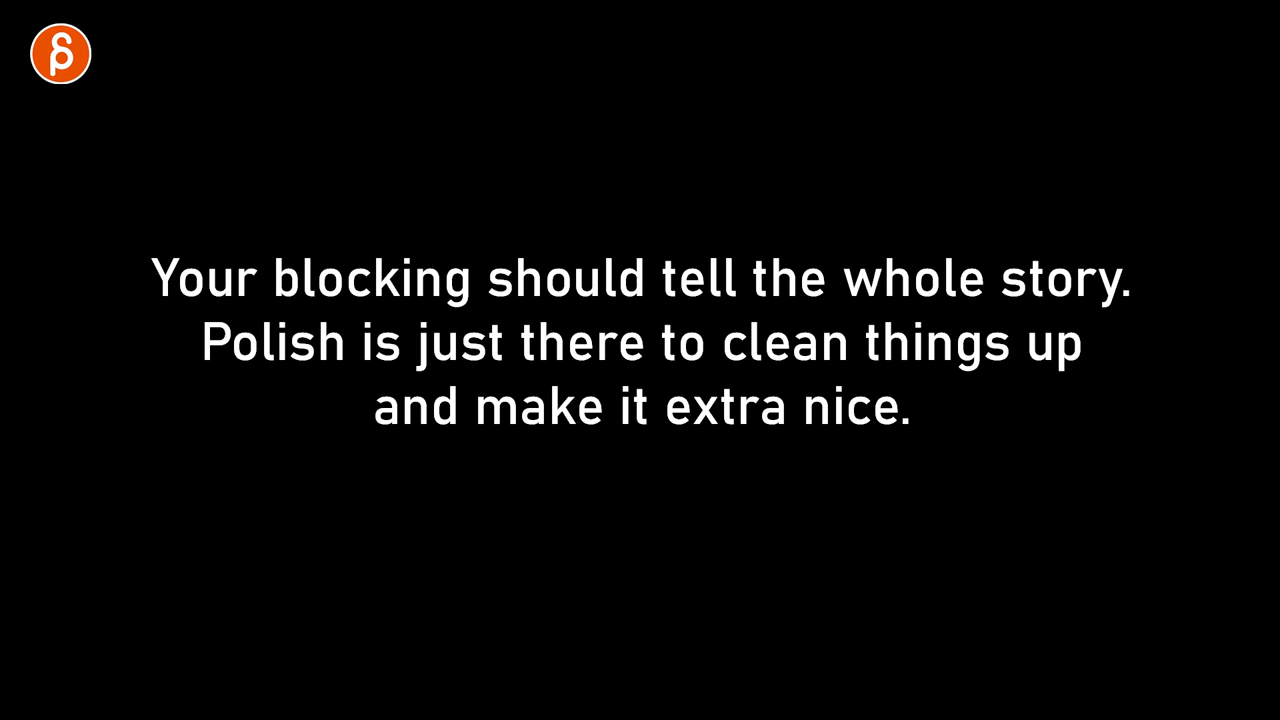 Your blocking should tell the whole story.
Polish is just there to clean things up
and make it extra nice.